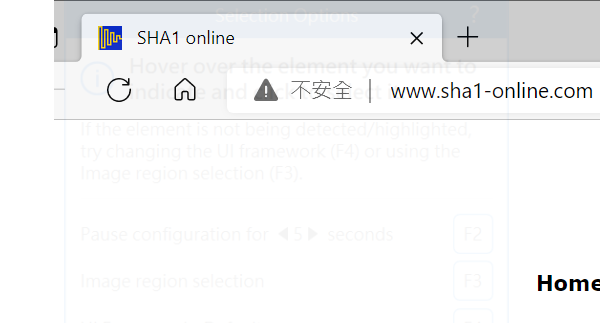 Selection Options ?
SHA1 online
Hover over the element you want to
indicate and
不安全 | www.sha1-online.com
If the element is not being detected/highlighted,
try changing the UI framework (F4) or using the
Image region selection (F3).
Pause configuration for ◀ 5 ▶ seconds F2
Image region selection F3
Home